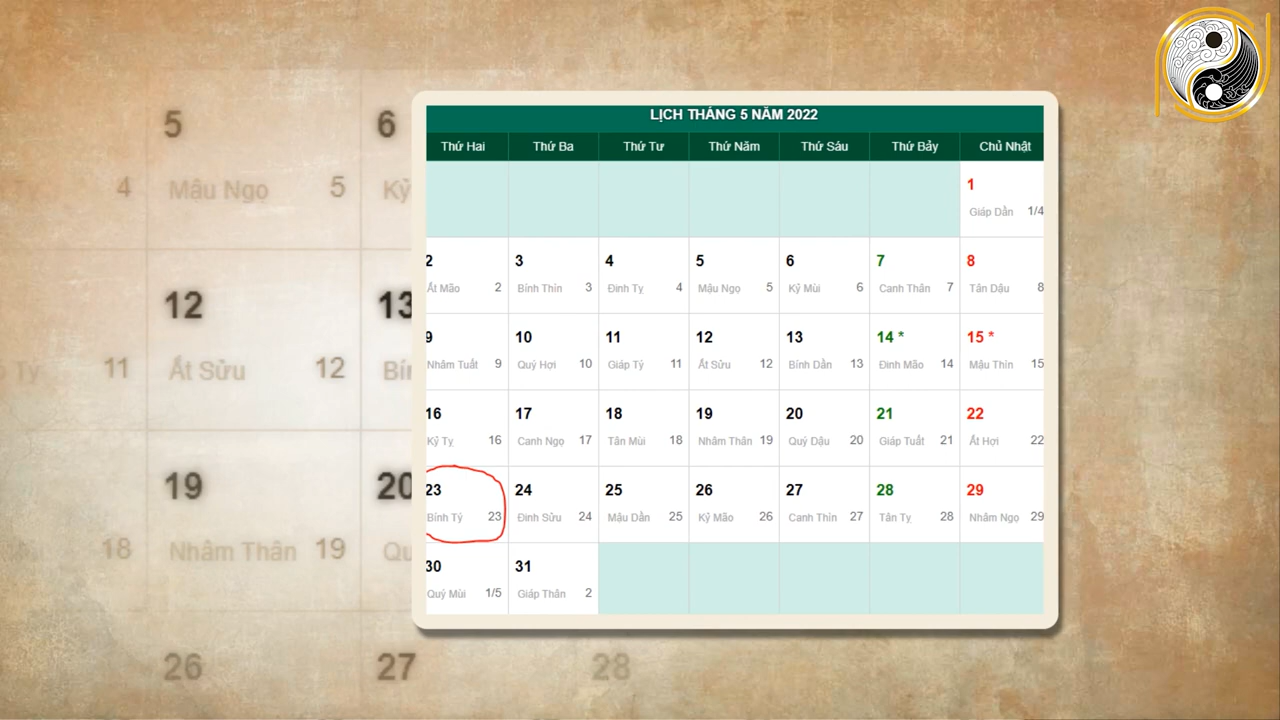 LỊCH THÁNG 5 NĂM 2022
Thứ Hai Thứ Ba Thứ Tư Thứ Năm Thứ Sáu Thứ Bảy Chủ Nhật
1
Giáp Dần 1/4
2 3 4 5 6 7 8
Ất Mão 2 Bính Thìn 3 Đinh Tỵ 4 Mậu Ngọ 5 Kỷ Mùi 6 Canh Thân 7 Tân Dậu 8
9 10 11 12 13 14 * 15 *
Nhâm Tuất 9 Quý Hợi 10 Giáp Tý 11 Ất Sửu 12 Bính Dần 13 Đinh Mão 14 Mậu Thìn 15
16 17 18 19 20 21 22
Kỷ Tỵ 16 Canh Ngọ 17 Tân Mùi 18 Nhâm Thân 19 Quý Dậu 20 Giáp Tuất 21 Ất Hợi 22
23 24 25 26 27 28 29
Bính Tý 23 Đinh Sửu 24 Mậu Dần 25 Kỷ Mão 26 Canh Thìn 27 Tân Tỵ 28 Nhâm Ngọ 29
30 31
Quý Mùi 1/5 Giáp Thân 2
5 6
4 Mậu Ngọ 5 Kỷ
12 13
11 Ất Sửu 12
19 20
18 Nhâm Thân 19
26 27 28